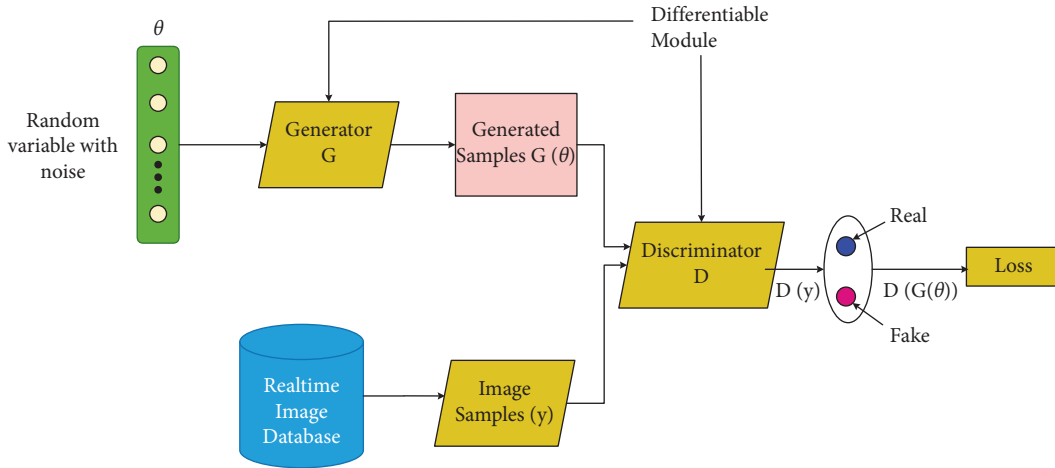 θ
Random
variable with
noise
Generator
G
Generated
Samples G (θ)
Differentiable
Module
Discriminator
D
D (y)
Real
Fake
D (G(θ))
Loss
Realtime
Image
Database
Image
Samples (y)